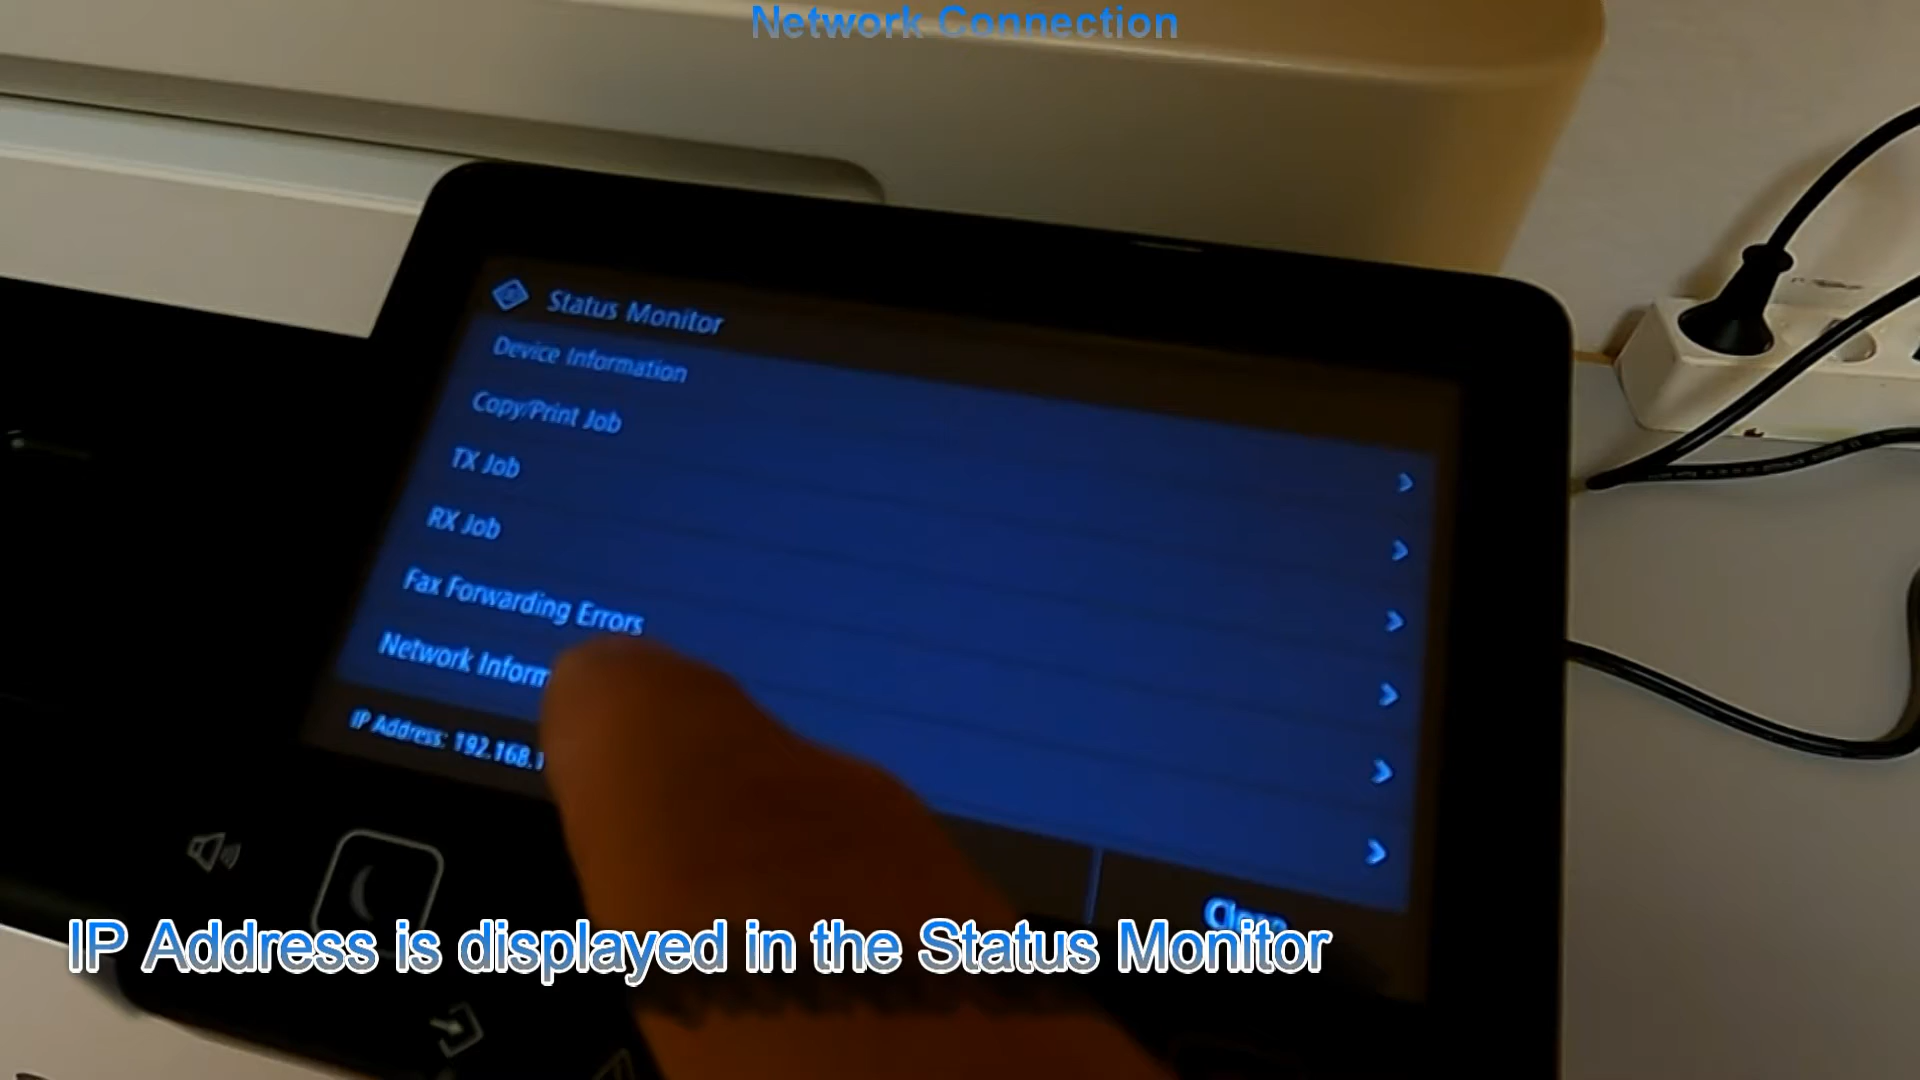 Network Connection
Status Monitor
Device Information
Copy/Print Job
TX Job
RX Job
Fax Forwarding Errors
Network Inform
IP Address: 192.168.1
IP Address is displayed in the Status Monitor